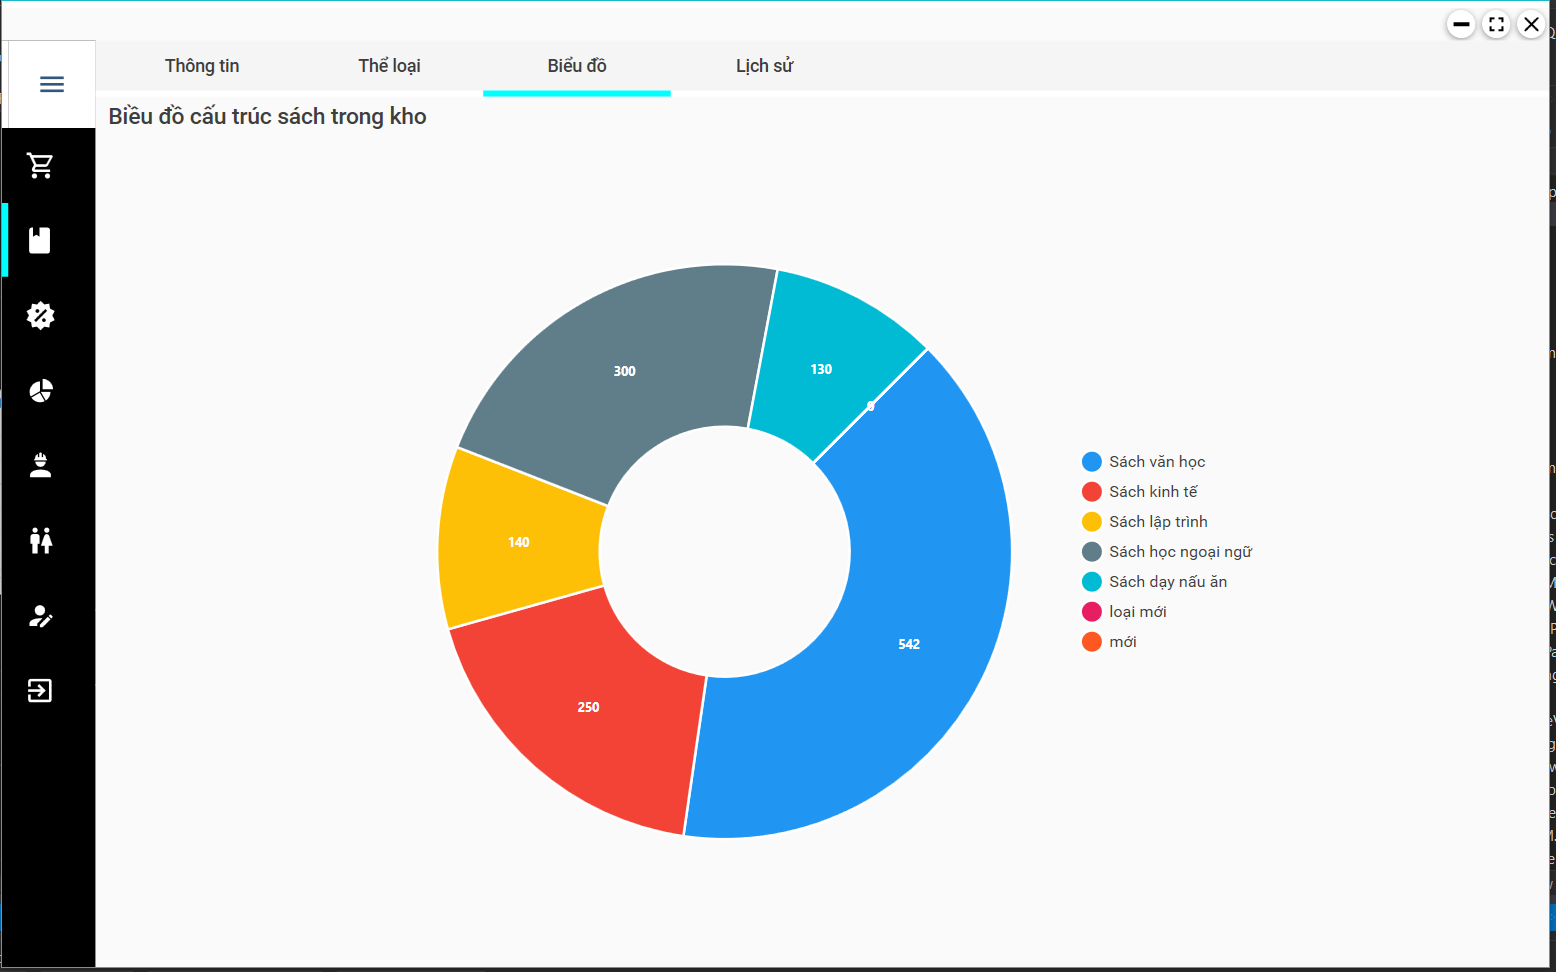 Thông tin Thể loại Biểu đồ Lịch sử
Biều đồ cấu trúc sách trong kho
300
130
0
140
542
250
Sách văn học
Sách kinh tế
Sách lập trình
Sách học ngoại ngữ
Sách dạy nấu ăn
loại mới
mới